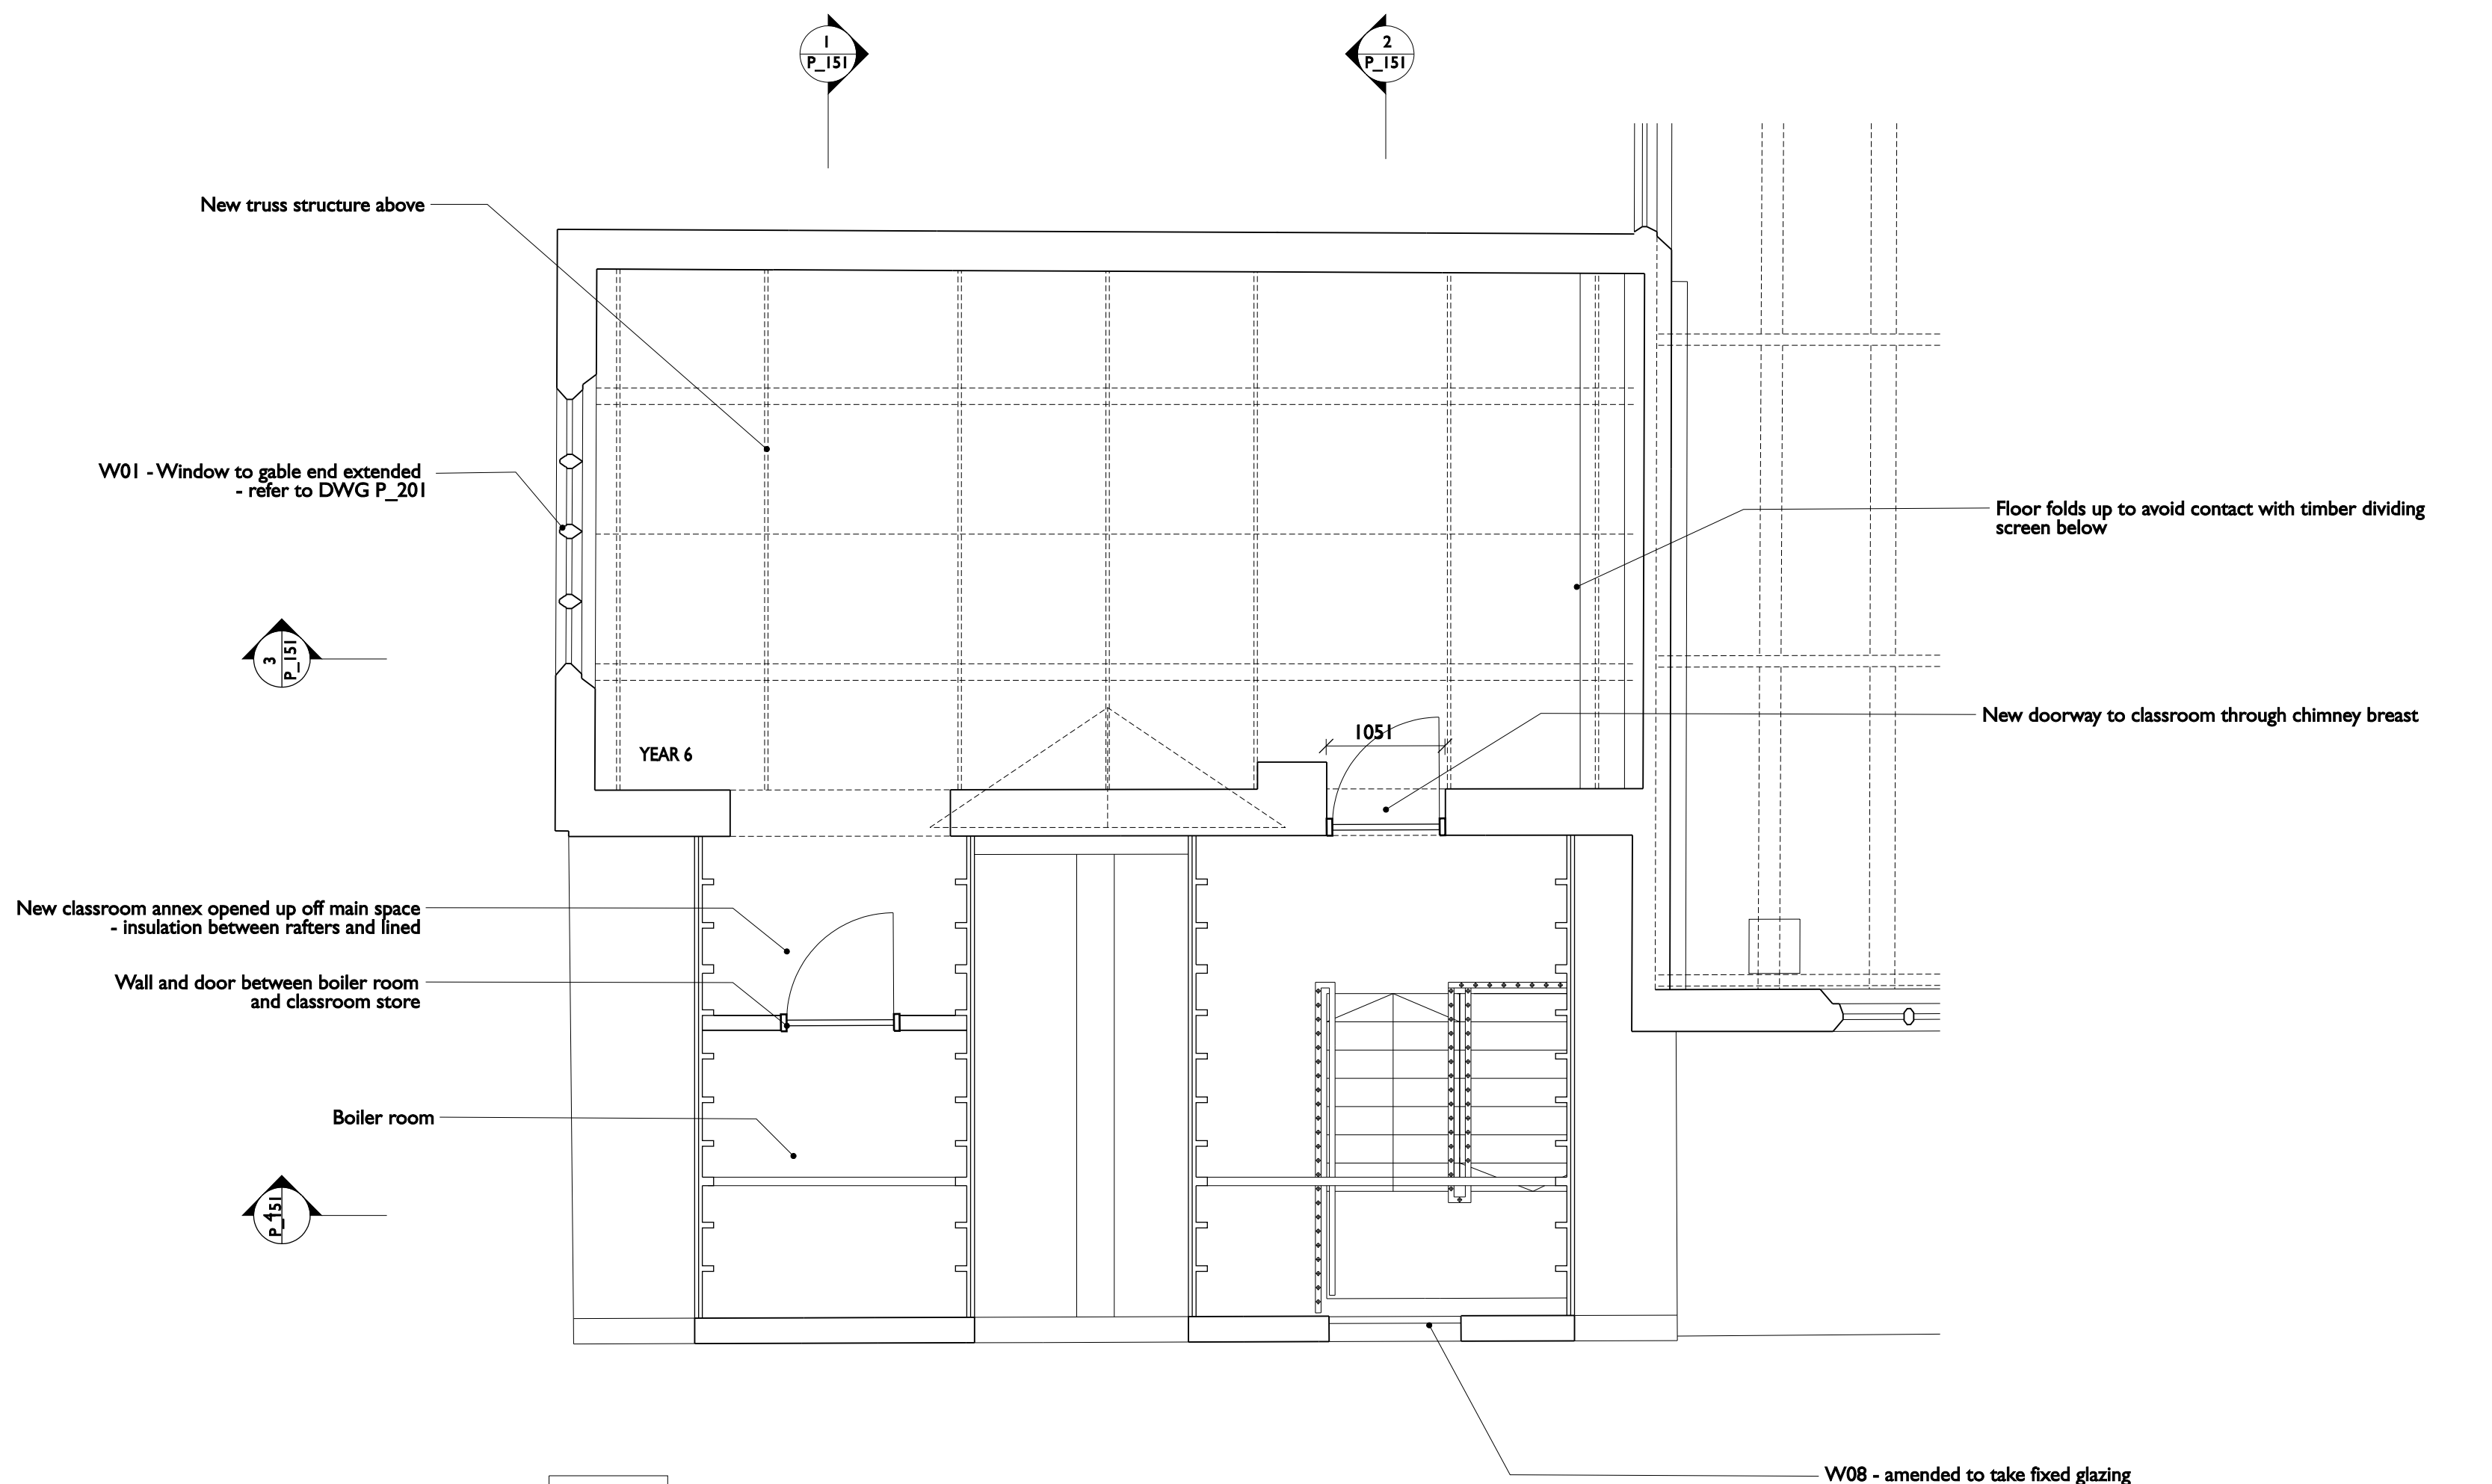 1
P_151
2
P_151
New truss structure above
W01 - Window to gable end extended
- refer to DWG P_201
Floor folds up to avoid contact with timber dividing
screen below
3
P_151
New doorway to classroom through chimney breast
1051
YEAR 6
New classroom annex opened up off main space
- insulation between rafters and lined
Wall and door between boiler room
and classroom store
Boiler room
4
P_151
W08 - amended to take fixed glazing